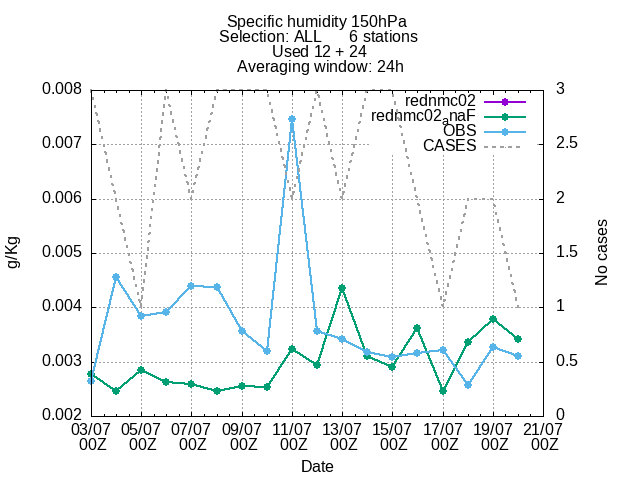 Specific humidity 150hPa
Selection: ALL 6 stations
Used 12 + 24
Averaging window: 24h
0.008 3
rednmc02
rednmc02anaF
OBS
CASES
0.007 2.5
0.006 2
0.005 1.5
g/Kg No cases
0.004 1
0.003 0.5
0.002 0
03/07 05/07 07/07 09/07 11/07 13/07 15/07 17/07 19/07 21/07
00Z 00Z 00Z 00Z 00Z 00Z 00Z 00Z 00Z 00Z
Date